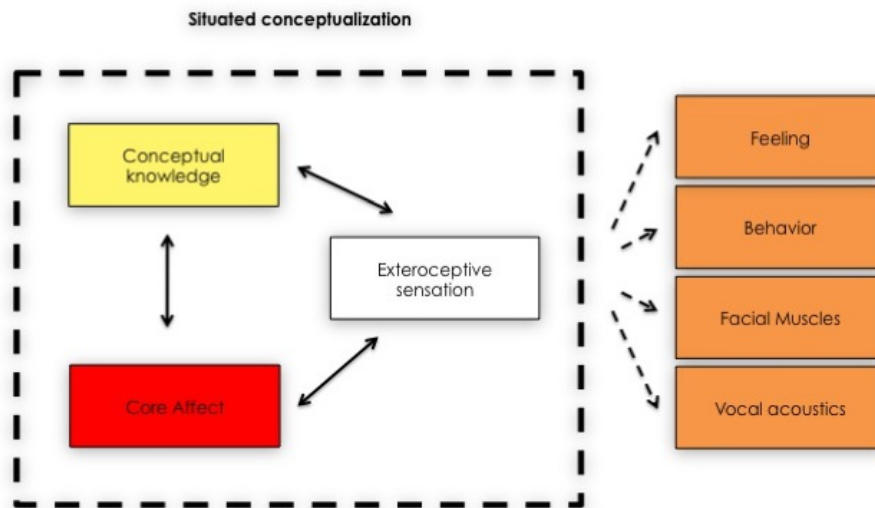 Situated conceptualization
Conceptual
knowledge
Exteroceptive
sensation
Core Affect
Feeling
Behavior
Facial Muscles
Vocal acoustics